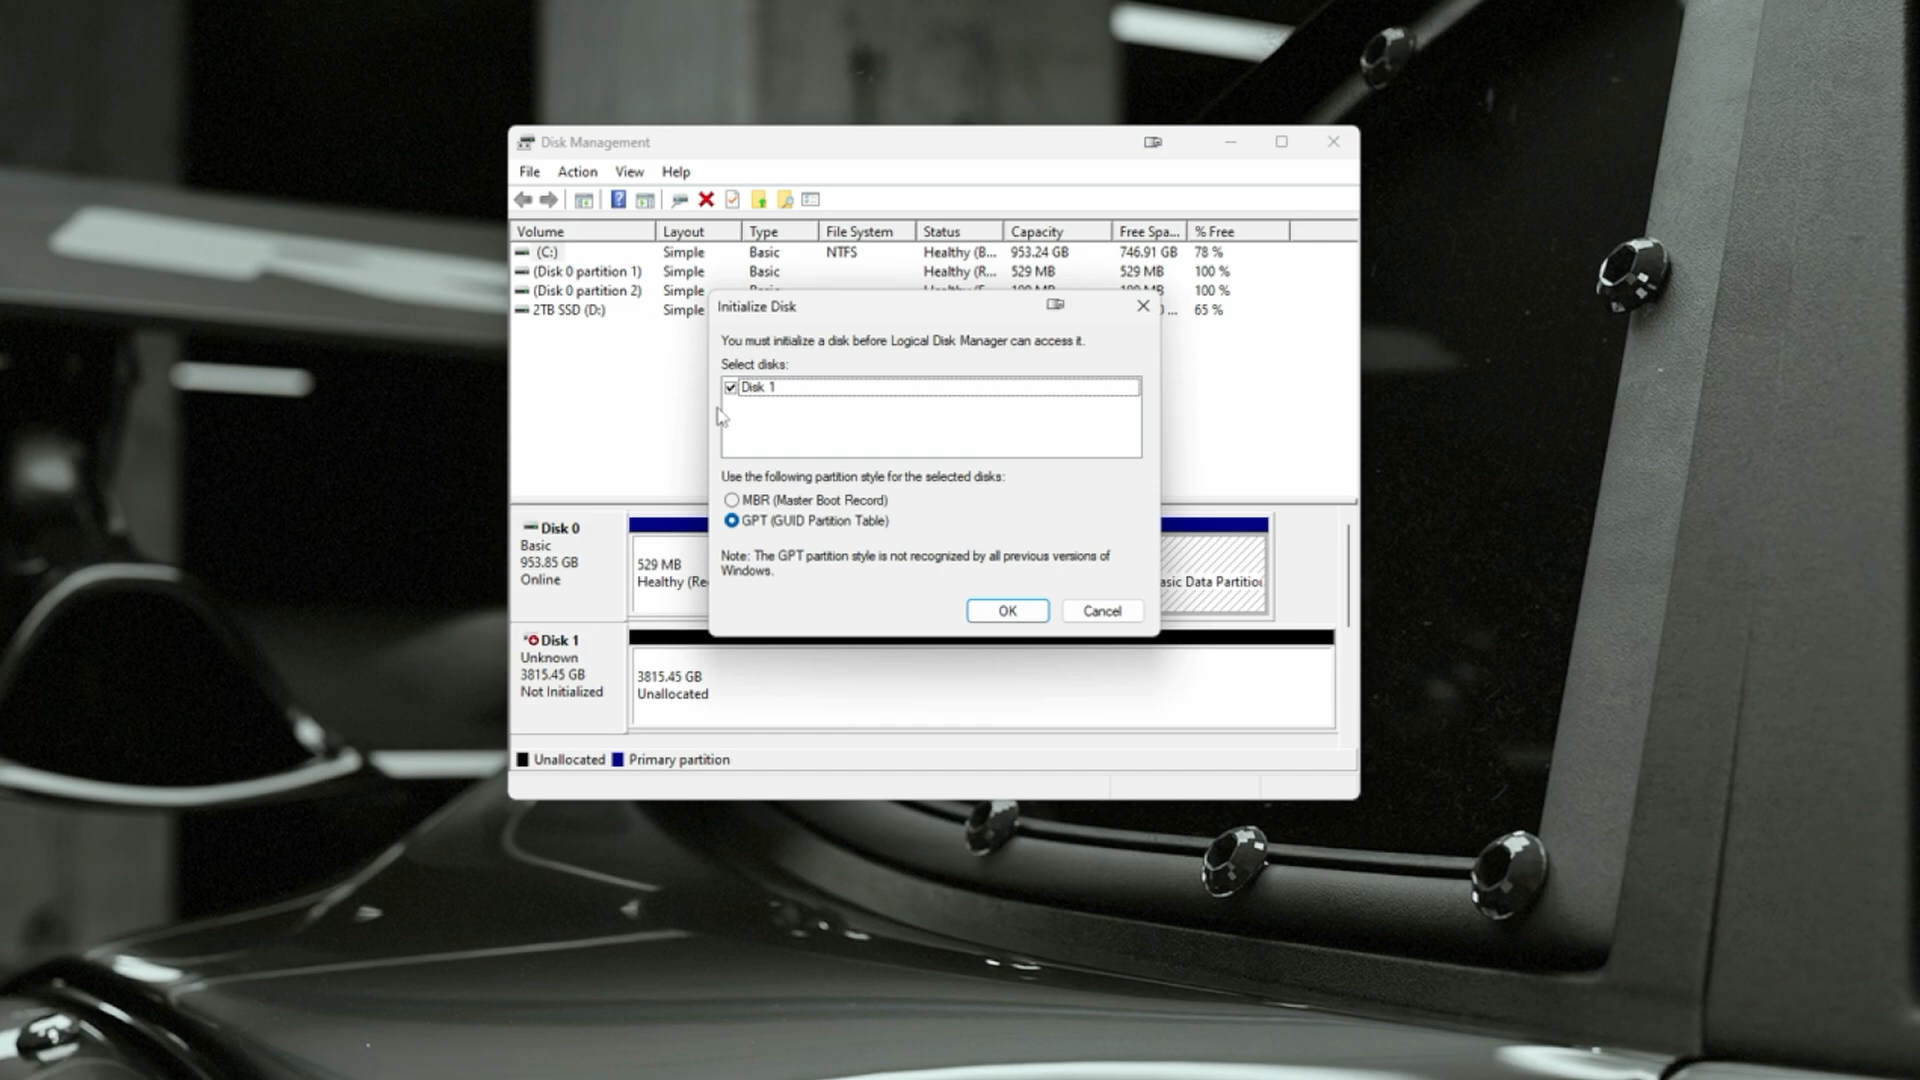 Disk Management
File Action View Help
Volume Layout Type File System Status Capacity Free Spa... % Free
(C:) Simple Basic NTFS Healthy (B... 953.24 GB 746.91 GB 78 %
(Disk 0 partition 1) Simple Basic Healthy (R... 529 MB 529 MB 100 %
(Disk 0 partition 2) Simple 100 %
2TB SSD (D:) Simple 65 %
Initialize Disk
You must initialize a disk before Logical Disk Manager can access it.
Select disks:
Disk 1
Use the following partition style for the selected disks:
MBR (Master Boot Record)
GPT (GUID Partition Table)
Note: The GPT partition style is not recognized by all previous versions of
Windows.
OK Cancel
Disk 0
Basic
953.85 GB
Online
529 MB
Healthy (Re
asic Data Partition
Disk 1
Unknown
3815.45 GB
Not Initialized
3815.45 GB
Unallocated
Unallocated Primary partition